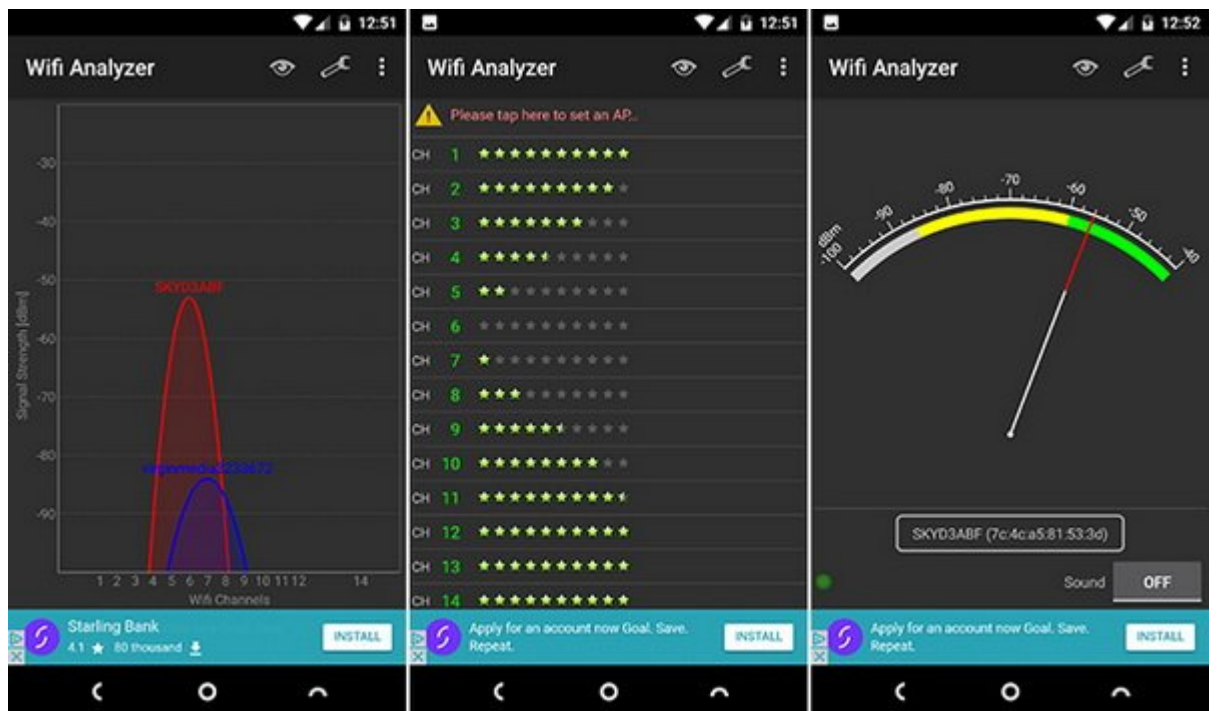 12:51
Wifi Analyzer
-30
-40
-50
-60
-70
-80
-90
Signal Strength [dBm]
SKYD3ABF
virginmedia3233672
1 2 3 4 5 6 7 8 9 10 11 12 14
Wifi Channels
Starling Bank
4.1 ★ 80 thousand
INSTALL
12:51
Wifi Analyzer
Please tap here to set an AP...
CH 1
CH 2
CH 3
CH 4
CH 5
CH 6
CH 7
CH 8
CH 9
CH 10
CH 11
CH 12
CH 13
CH 14
Apply for an account now Goal. Save.
Repeat.
INSTALL
12:52
Wifi Analyzer
dBm
-100
-90
-80
-70
-60
-50
-40
SKYD3ABF (7c:4c:a5:81:53:3d)
Sound OFF
Apply for an account now Goal. Save.
Repeat.
INSTALL